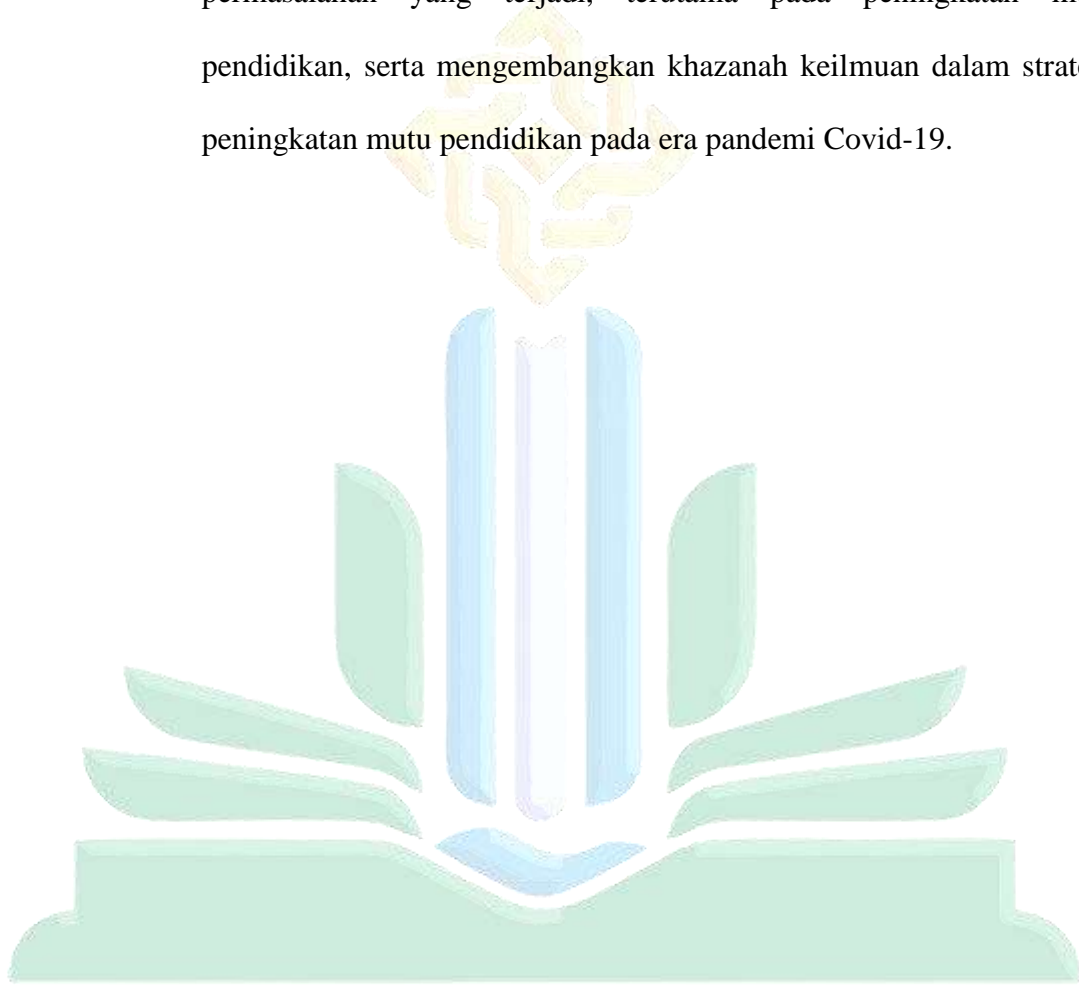 permasalahan yang terjadi, terutama pada peningkatan
pendidikan, serta mengembangkan khazanah keilmuan dalam
peningkatan mutu pendidikan pada era pandemi Covid-19.